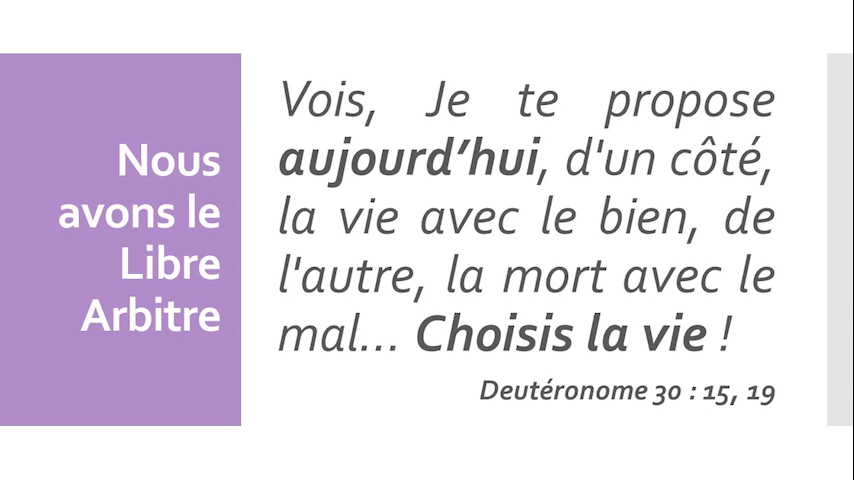 Nous
avons le
Libre
Arbitre
Vois, Je te propose
aujourd’hui, d'un côté,
la vie avec le bien, de
l'autre, la mort avec le
mal... Choisis la vie !
Deutéronome 30 : 15, 19